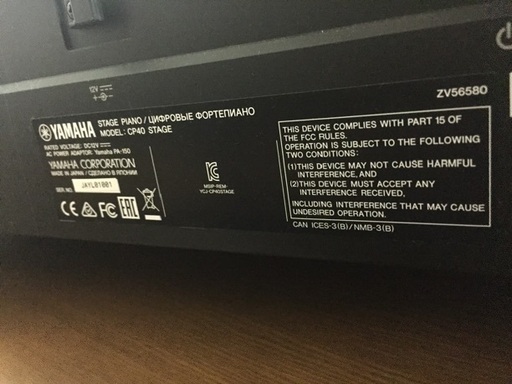 12V
ZV56580
YAMAHA
STAGE PIANO / ЦИФРОВЫЕ ФОРТЕПИАНО
MODEL: CP40 STAGE
RATED VOLTAGE: DC12V
AC POWER ADAPTOR: Yamaha PA-150
YAMAHA CORPORATION
MADE IN JAPAN / СДЕЛАНО В ЯПОНИИ
SER.NO. JAYL01001
CE FC EAC
MSIP-REM-
YCJ-CP40STAGE
THIS DEVICE COMPLIES WITH PART 15 OF
THE FCC RULES.
OPERATION IS SUBJECT TO THE FOLLOWING
TWO CONDITIONS:
(1)THIS DEVICE MAY NOT CAUSE HARMFUL
INTERFERENCE, AND
(2)THIS DEVICE MUST ACCEPT ANY
INTERFERENCE RECEIVED,
INCLUDING INTERFERENCE THAT MAY CAUSE
UNDESIRED OPERATION.
CAN ICES-3(B)/NMB-3(B)